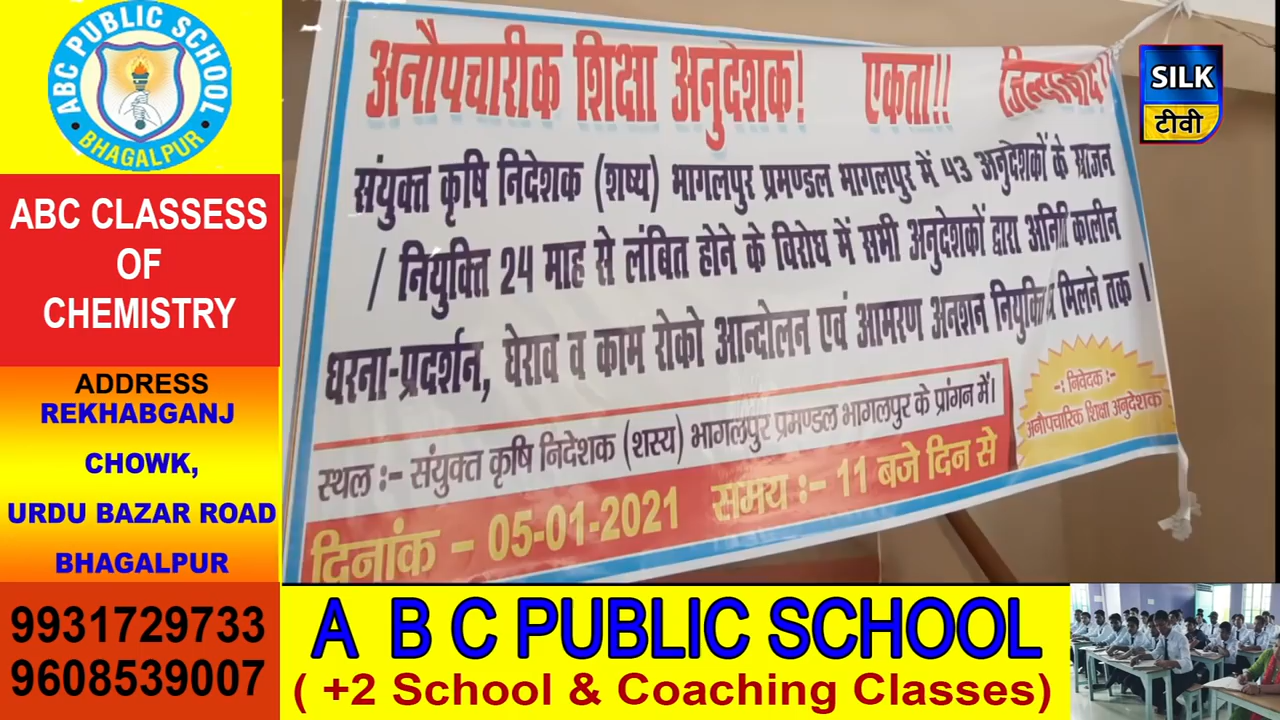 ABC PUBLIC SCHOOL
BHAGALPUR
ABC CLASSESS
OF
CHEMISTRY
ADDRESS
REKHABGANJ
CHOWK,
URDU BAZAR ROAD
BHAGALPUR
9931729733
9608539007
SILK
टीवी
अनौपचारीक शिक्षा अनुदेशक! एकता!! जिन्दाबाद!
संयुक्त कृषि निदेशक (शष्य) भागलपुर प्रमण्डल भागलपुर में ५३ अनुदेशकों के
/ नियुक्ति 24 माह से लंबित होने के विरोध में सभी अनुदेशकों द्वारा कालीन
धरना-प्रदर्शन, घेराव व काम रोको आन्दोलन एवं आमरण अनशन मिलने तक ।
स्थल :- संयुक्त कृषि निदेशक (शस्य) भागलपुर प्रमण्डल भागलपुर के प्रांगन में।
दिनांक - 05-01-2021 समय :- 11 बजे दिन से
-: निवेदक :-
अनौपचारिक शिक्षा अनुदेशक
A B C PUBLIC SCHOOL
( +2 School & Coaching Classes)